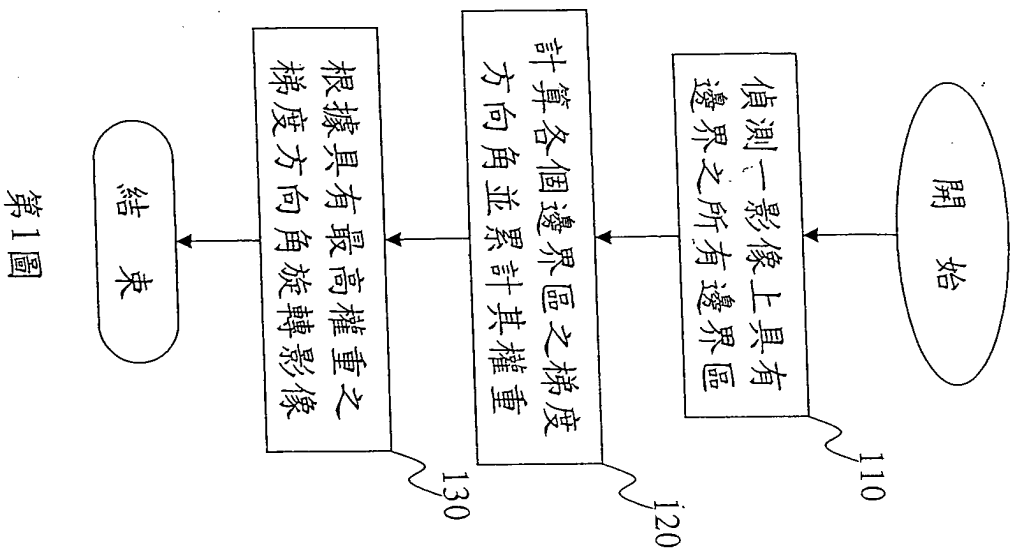 開始
偵測一影像上具有
邊界之所有邊界區
110
計算各個邊界區之梯度
方向角並累計其權重
120
根據具有最高權重之
梯度方向角旋轉影像
130
結束
第1圖